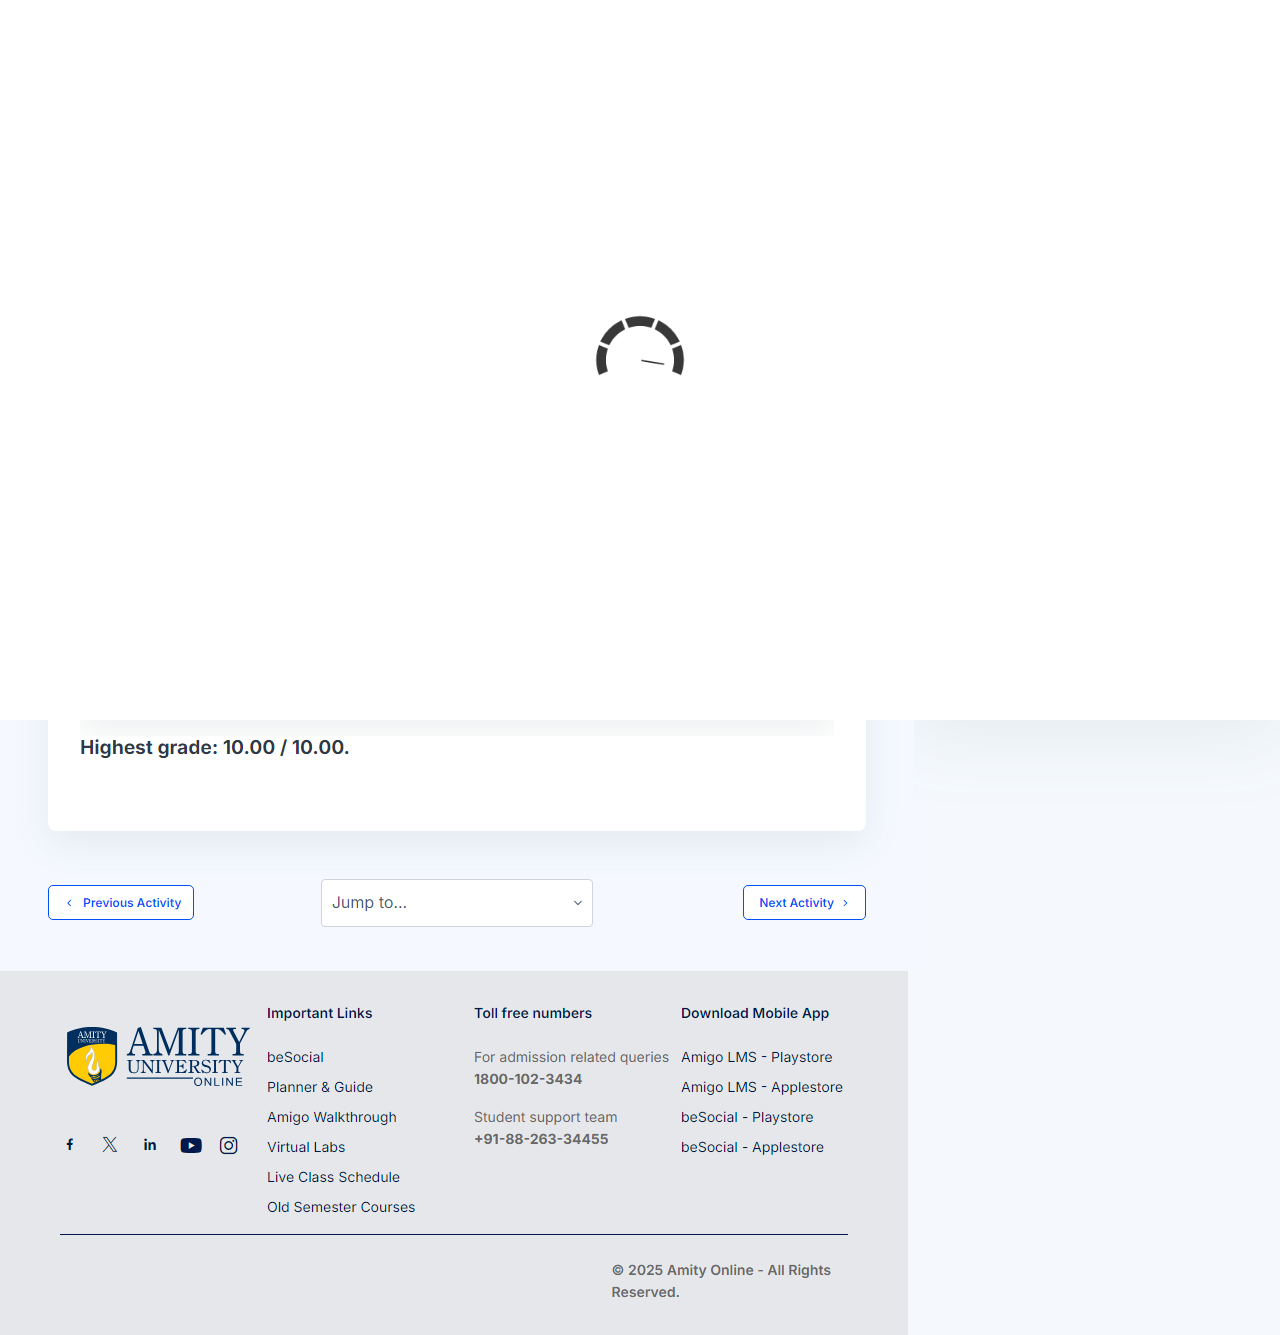 Highest grade: 10.00 / 10.00.
Previous Activity
Jump to...
Next Activity
AMITY
UNIVERSITY
AMITY
UNIVERSITY
ONLINE
Important Links
beSocial
Planner & Guide
Amigo Walkthrough
Virtual Labs
Live Class Schedule
Old Semester Courses
Toll free numbers
For admission related queries
1800-102-3434
Student support team
+91-88-263-34455
Download Mobile App
Amigo LMS - Playstore
Amigo LMS - Applestore
beSocial - Playstore
beSocial - Applestore
© 2025 Amity Online - All Rights
Reserved.